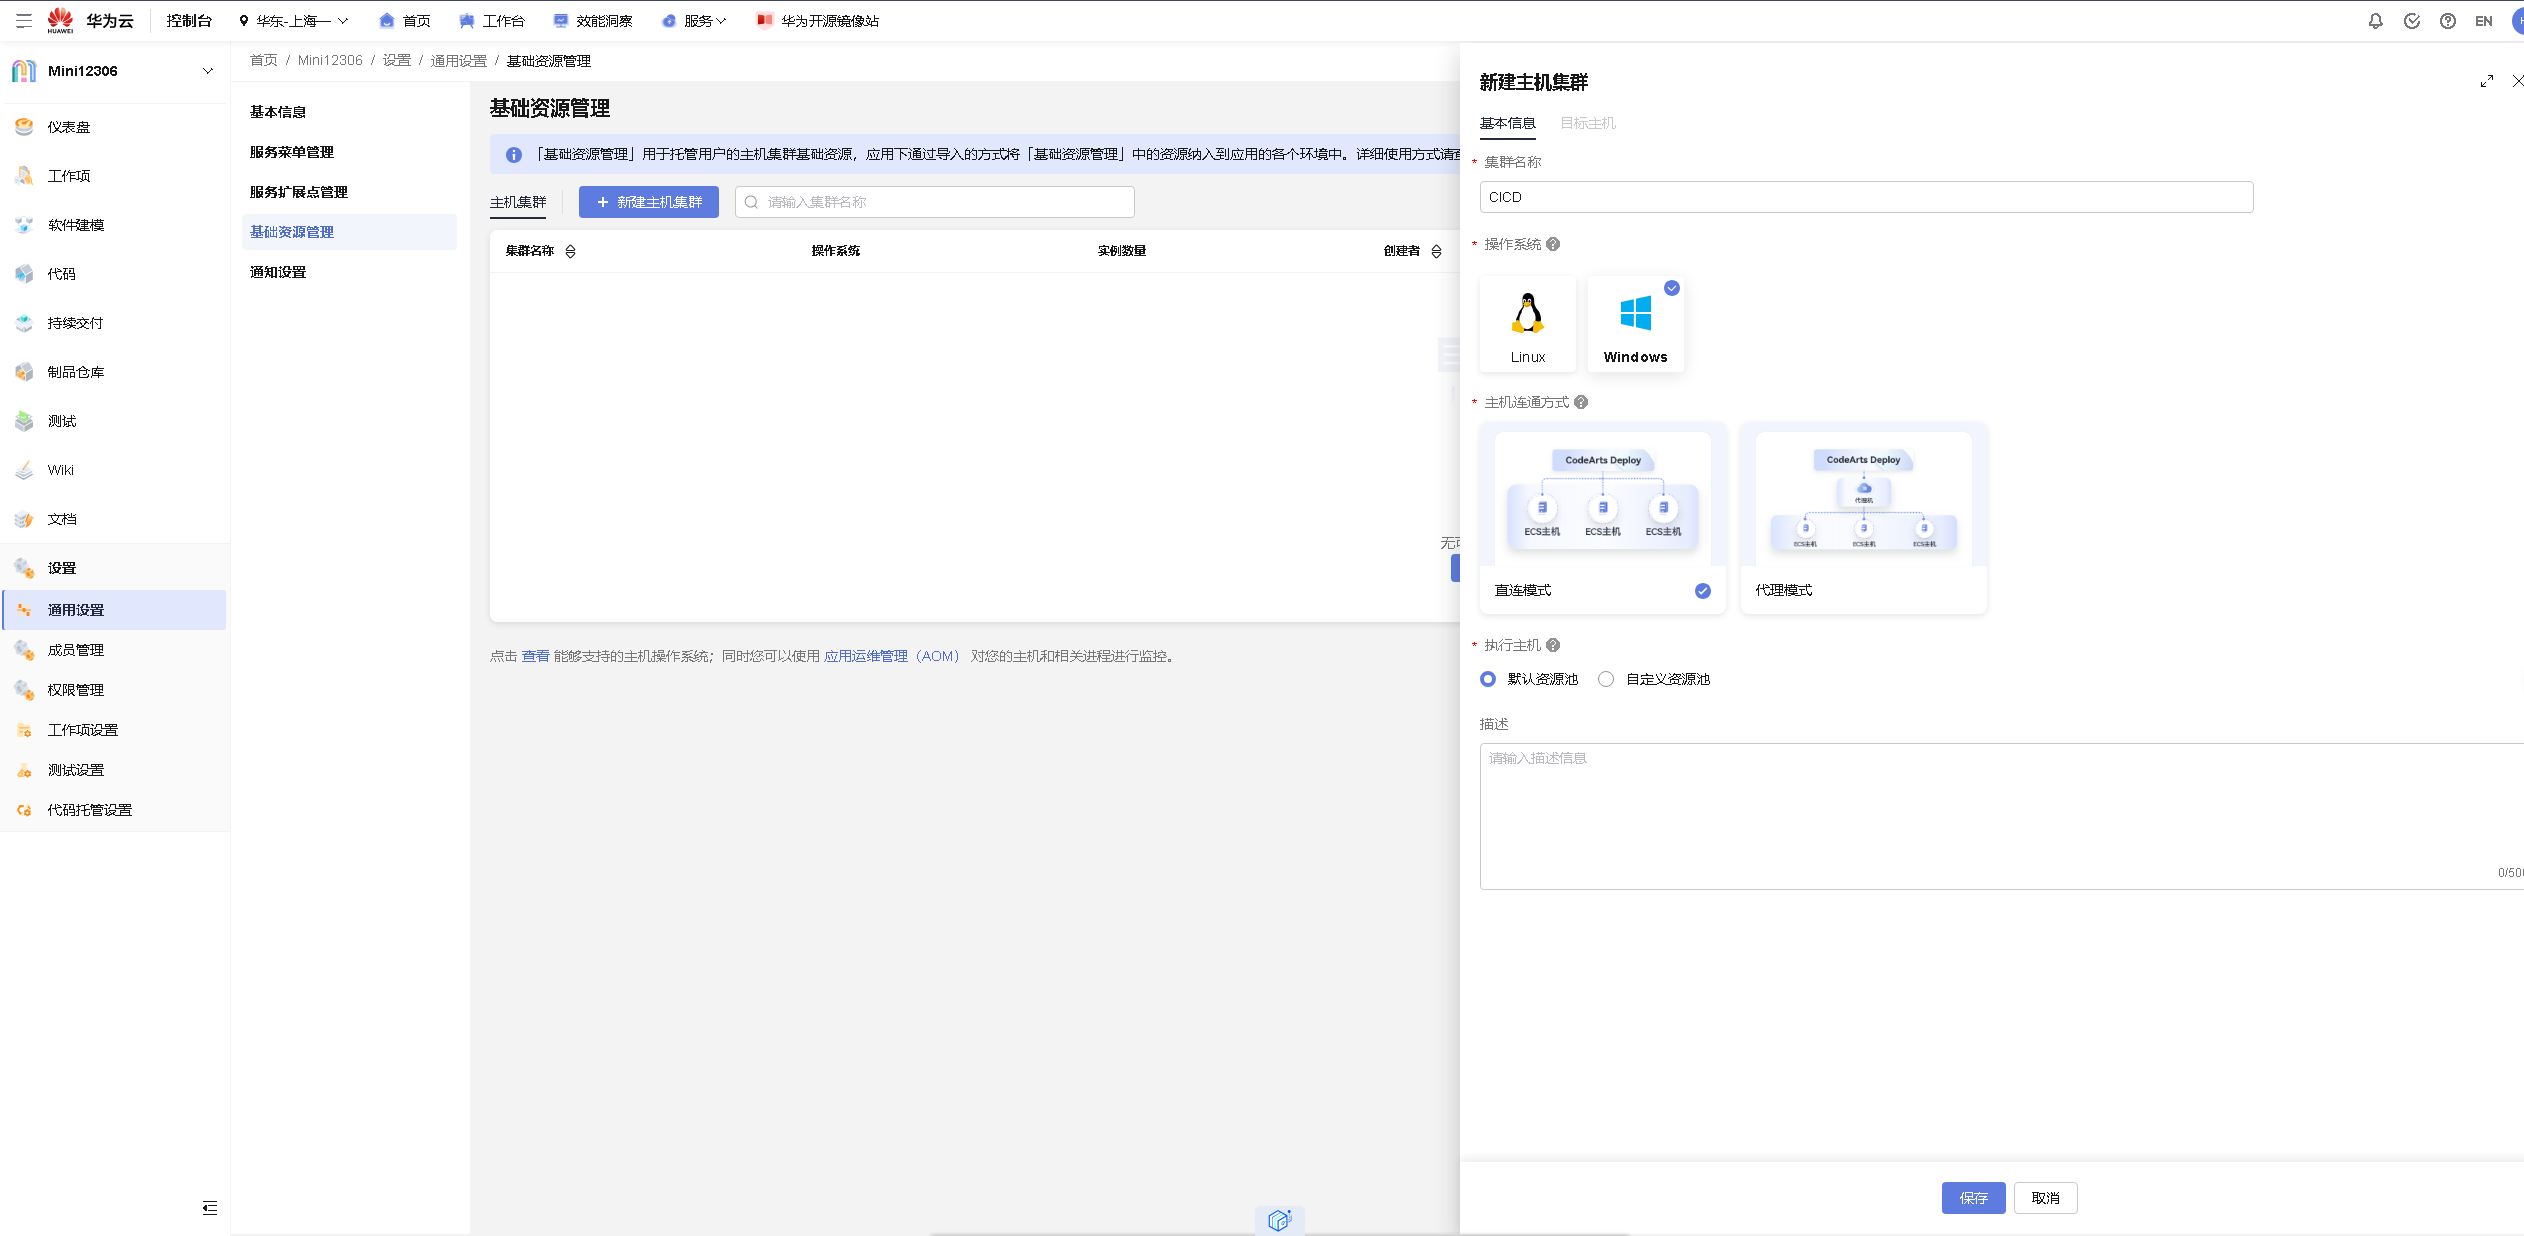 HUAWEI 华为云 控制台 华东-上海一 首页 工作台 效能洞察 服务 华为开源镜像站 EN
Mini12306
仪表盘
工作项
软件建模
代码
持续交付
制品仓库
测试
Wiki
文档
设置
通用设置
成员管理
权限管理
工作项设置
测试设置
代码托管设置
首页 / Mini12306 / 设置 / 通用设置 / 基础资源管理
基本信息
服务菜单管理
服务扩展点管理
基础资源管理
通知设置
基础资源管理
「基础资源管理」用于托管用户的主机集群基础资源，应用下通过导入的方式将「基础资源管理」中的资源纳入到应用的各个环境中。详细使用方式请
主机集群 + 新建主机集群 请输入集群名称
集群名称 操作系统 实例数量 创建者
点击 查看 能够支持的主机操作系统；同时您可以使用 应用运维管理（AOM） 对您的主机和相关进程进行监控。
新建主机集群
基本信息 目标主机
* 集群名称
CICD
* 操作系统
Linux Windows
* 主机连通方式
CodeArts Deploy
ECS主机 ECS主机 ECS主机
直连模式
CodeArts Deploy
代理机
ECS主机 ECS主机 ECS主机
代理模式
* 执行主机
默认资源池 自定义资源池
描述
请输入描述信息
0/500
保存 取消